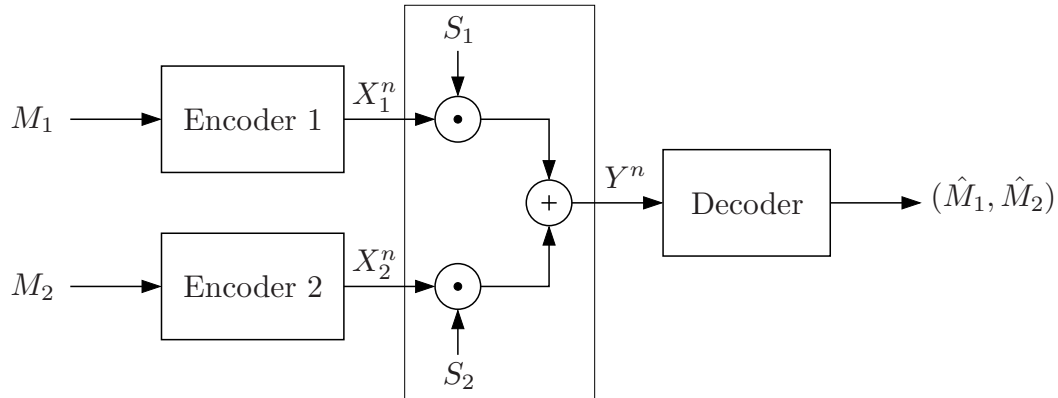 S_1
M_1 Encoder 1 X_1^n
+ Y^n Decoder (\hat{M}_1, \hat{M}_2)
M_2 Encoder 2 X_2^n
S_2